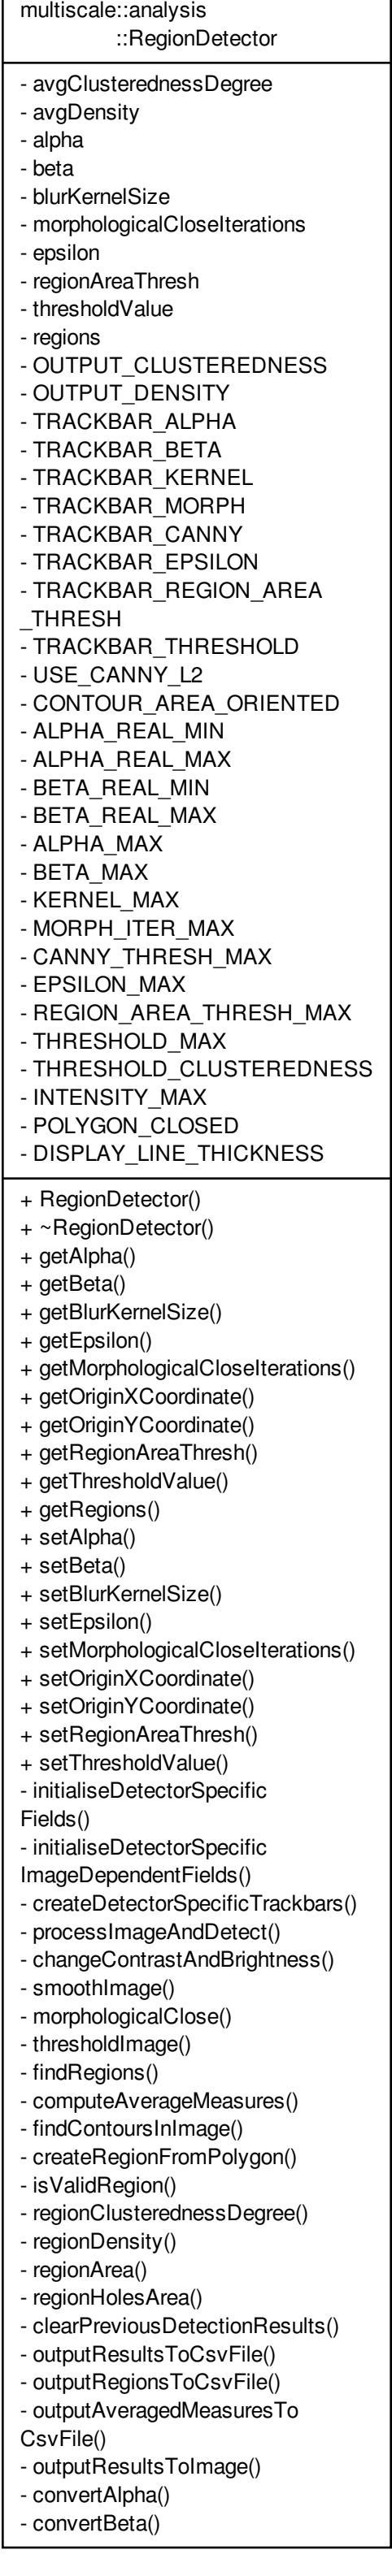 multiscale::analysis
::RegionDetector
- avgClusterednessDegree
- avgDensity
- alpha
- beta
- blurKernelSize
- morphologicalCloseIterations
- epsilon
- regionAreaThresh
- thresholdValue
- regions
- OUTPUT_CLUSTEREDNESS
- OUTPUT_DENSITY
- TRACKBAR_ALPHA
- TRACKBAR_BETA
- TRACKBAR_KERNEL
- TRACKBAR_MORPH
- TRACKBAR_CANNY
- TRACKBAR_EPSILON
- TRACKBAR_REGION_AREA
_THRESH
- TRACKBAR_THRESHOLD
- USE_CANNY_L2
- CONTOUR_AREA_ORIENTED
- ALPHA_REAL_MIN
- ALPHA_REAL_MAX
- BETA_REAL_MIN
- BETA_REAL_MAX
- ALPHA_MAX
- BETA_MAX
- KERNEL_MAX
- MORPH_ITER_MAX
- CANNY_THRESH_MAX
- EPSILON_MAX
- REGION_AREA_THRESH_MAX
- THRESHOLD_MAX
- THRESHOLD_CLUSTEREDNESS
- INTENSITY_MAX
- POLYGON_CLOSED
- DISPLAY_LINE_THICKNESS
+ RegionDetector()
+ ~RegionDetector()
+ getAlpha()
+ getBeta()
+ getBlurKernelSize()
+ getEpsilon()
+ getMorphologicalCloseIterations()
+ getOriginXCoordinate()
+ getOriginYCoordinate()
+ getRegionAreaThresh()
+ getThresholdValue()
+ getRegions()
+ setAlpha()
+ setBeta()
+ setBlurKernelSize()
+ setEpsilon()
+ setMorphologicalCloseIterations()
+ setOriginXCoordinate()
+ setOriginYCoordinate()
+ setRegionAreaThresh()
+ setThresholdValue()
- initialiseDetectorSpecific
Fields()
- initialiseDetectorSpecific
ImageDependentFields()
- createDetectorSpecificTrackbars()
- processImageAndDetect()
- changeContrastAndBrightness()
- smoothImage()
- morphologicalClose()
- thresholdImage()
- findRegions()
- computeAverageMeasures()
- findContoursInImage()
- createRegionFromPolygon()
- isValidRegion()
- regionClusterednessDegree()
- regionDensity()
- regionArea()
- regionHolesArea()
- clearPreviousDetectionResults()
- outputResultsToCsvFile()
- outputRegionsToCsvFile()
- outputAveragedMeasuresTo
CsvFile()
- outputResultsToImage()
- convertAlpha()
- convertBeta()